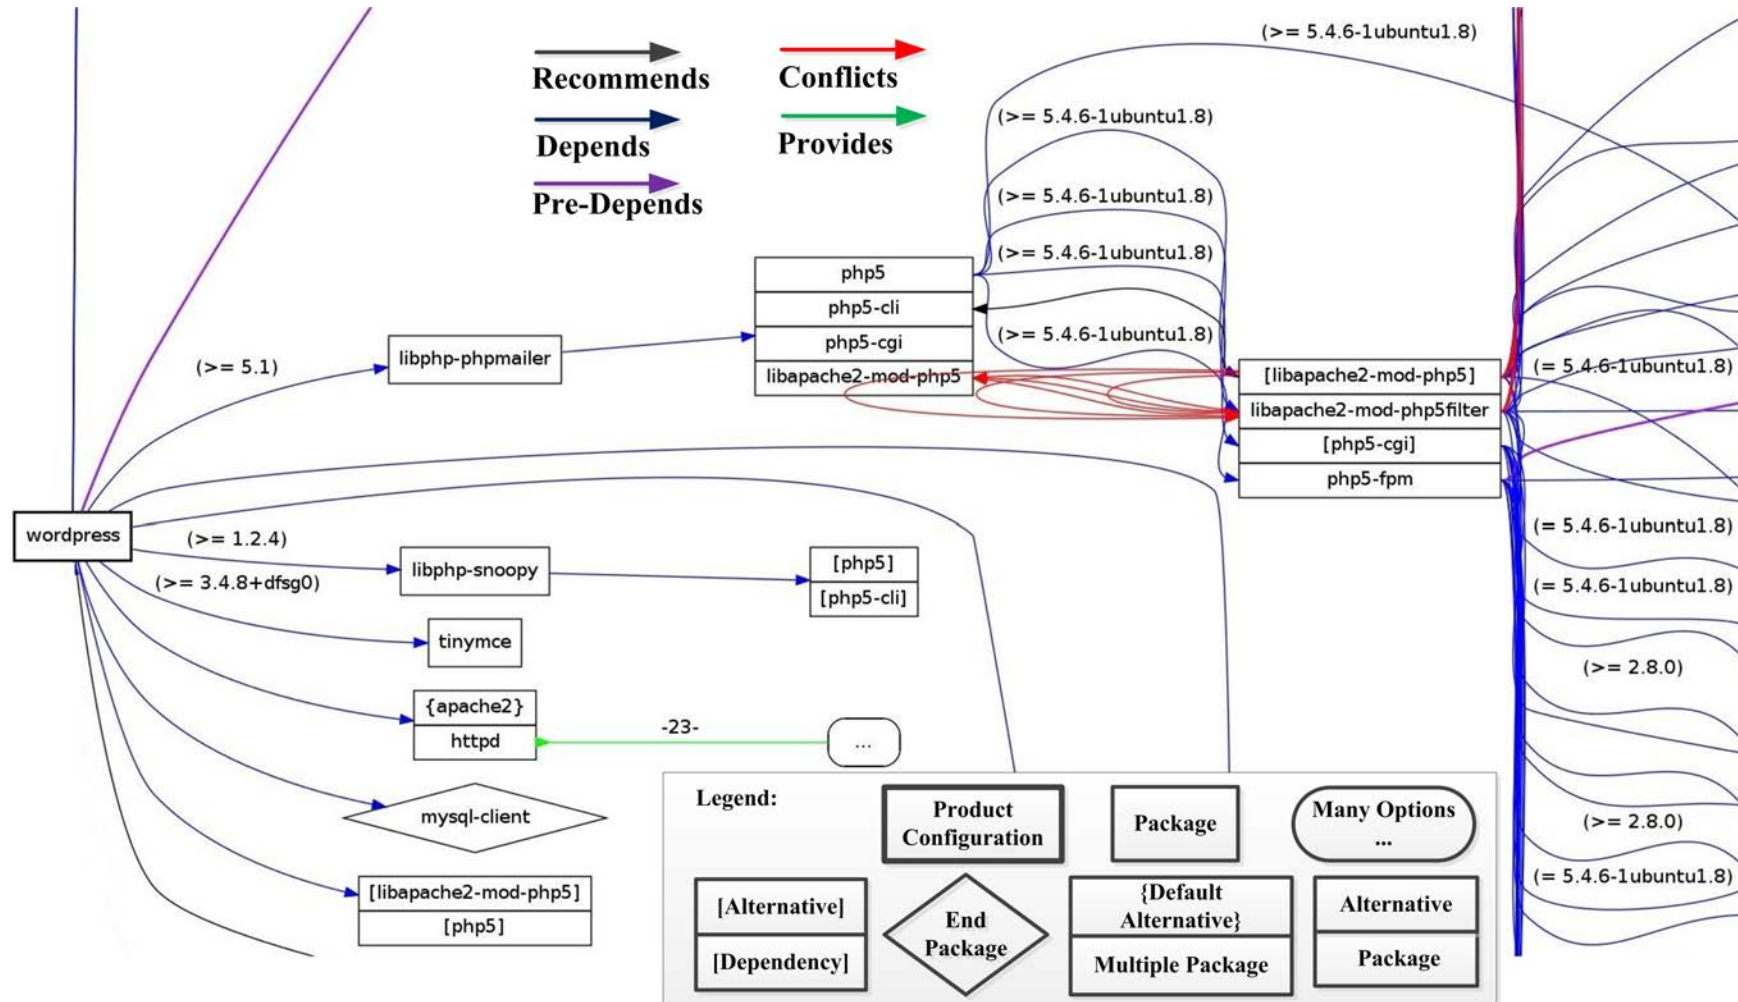 (>= 5.4.6-1ubuntu1.8)
Recommends
Conflicts
Depends
Provides
Pre-Depends
(>= 5.4.6-1ubuntu1.8)
(>= 5.4.6-1ubuntu1.8)
(>= 5.4.6-1ubuntu1.8)
(>= 5.4.6-1ubuntu1.8)
php5
php5-cli
php5-cgi
libapache2-mod-php5
libphp-phpmailer
(>= 5.1)
[libapache2-mod-php5]
libapache2-mod-php5filter
[php5-cgi]
php5-fpm
(= 5.4.6-1ubuntu1.8)
(= 5.4.6-1ubuntu1.8)
(= 5.4.6-1ubuntu1.8)
(>= 2.8.0)
(>= 2.8.0)
(= 5.4.6-1ubuntu1.8)
wordpress
(>= 1.2.4)
(>= 3.4.8+dfsg0)
libphp-snoopy
[php5]
[php5-cli]
tinymce
{apache2}
httpd
-23-
...
mysql-client
[libapache2-mod-php5]
[php5]
Legend:
Product
Configuration
Package
Many Options
...
[Alternative]
[Dependency]
End
Package
{Default
Alternative}
Multiple Package
Alternative
Package